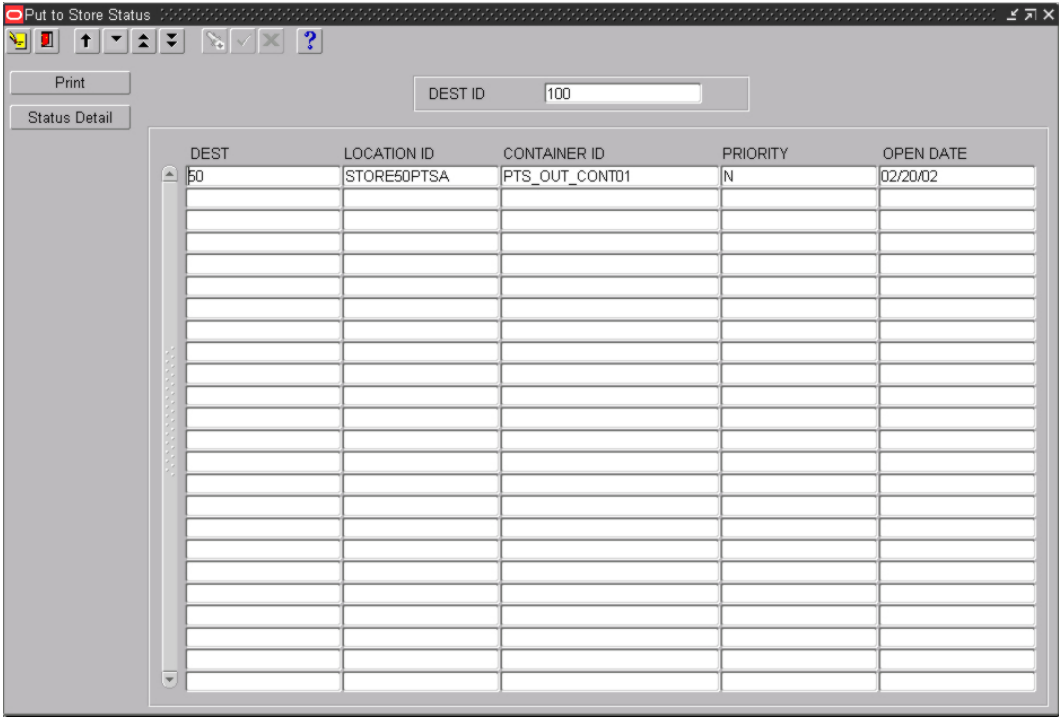 Put to Store Status
Print
DEST ID 100
Status Detail
DEST LOCATION ID CONTAINER ID PRIORITY OPEN DATE
50 STORE50PTSA PTS_OUT_CONT01 N 02/20/02